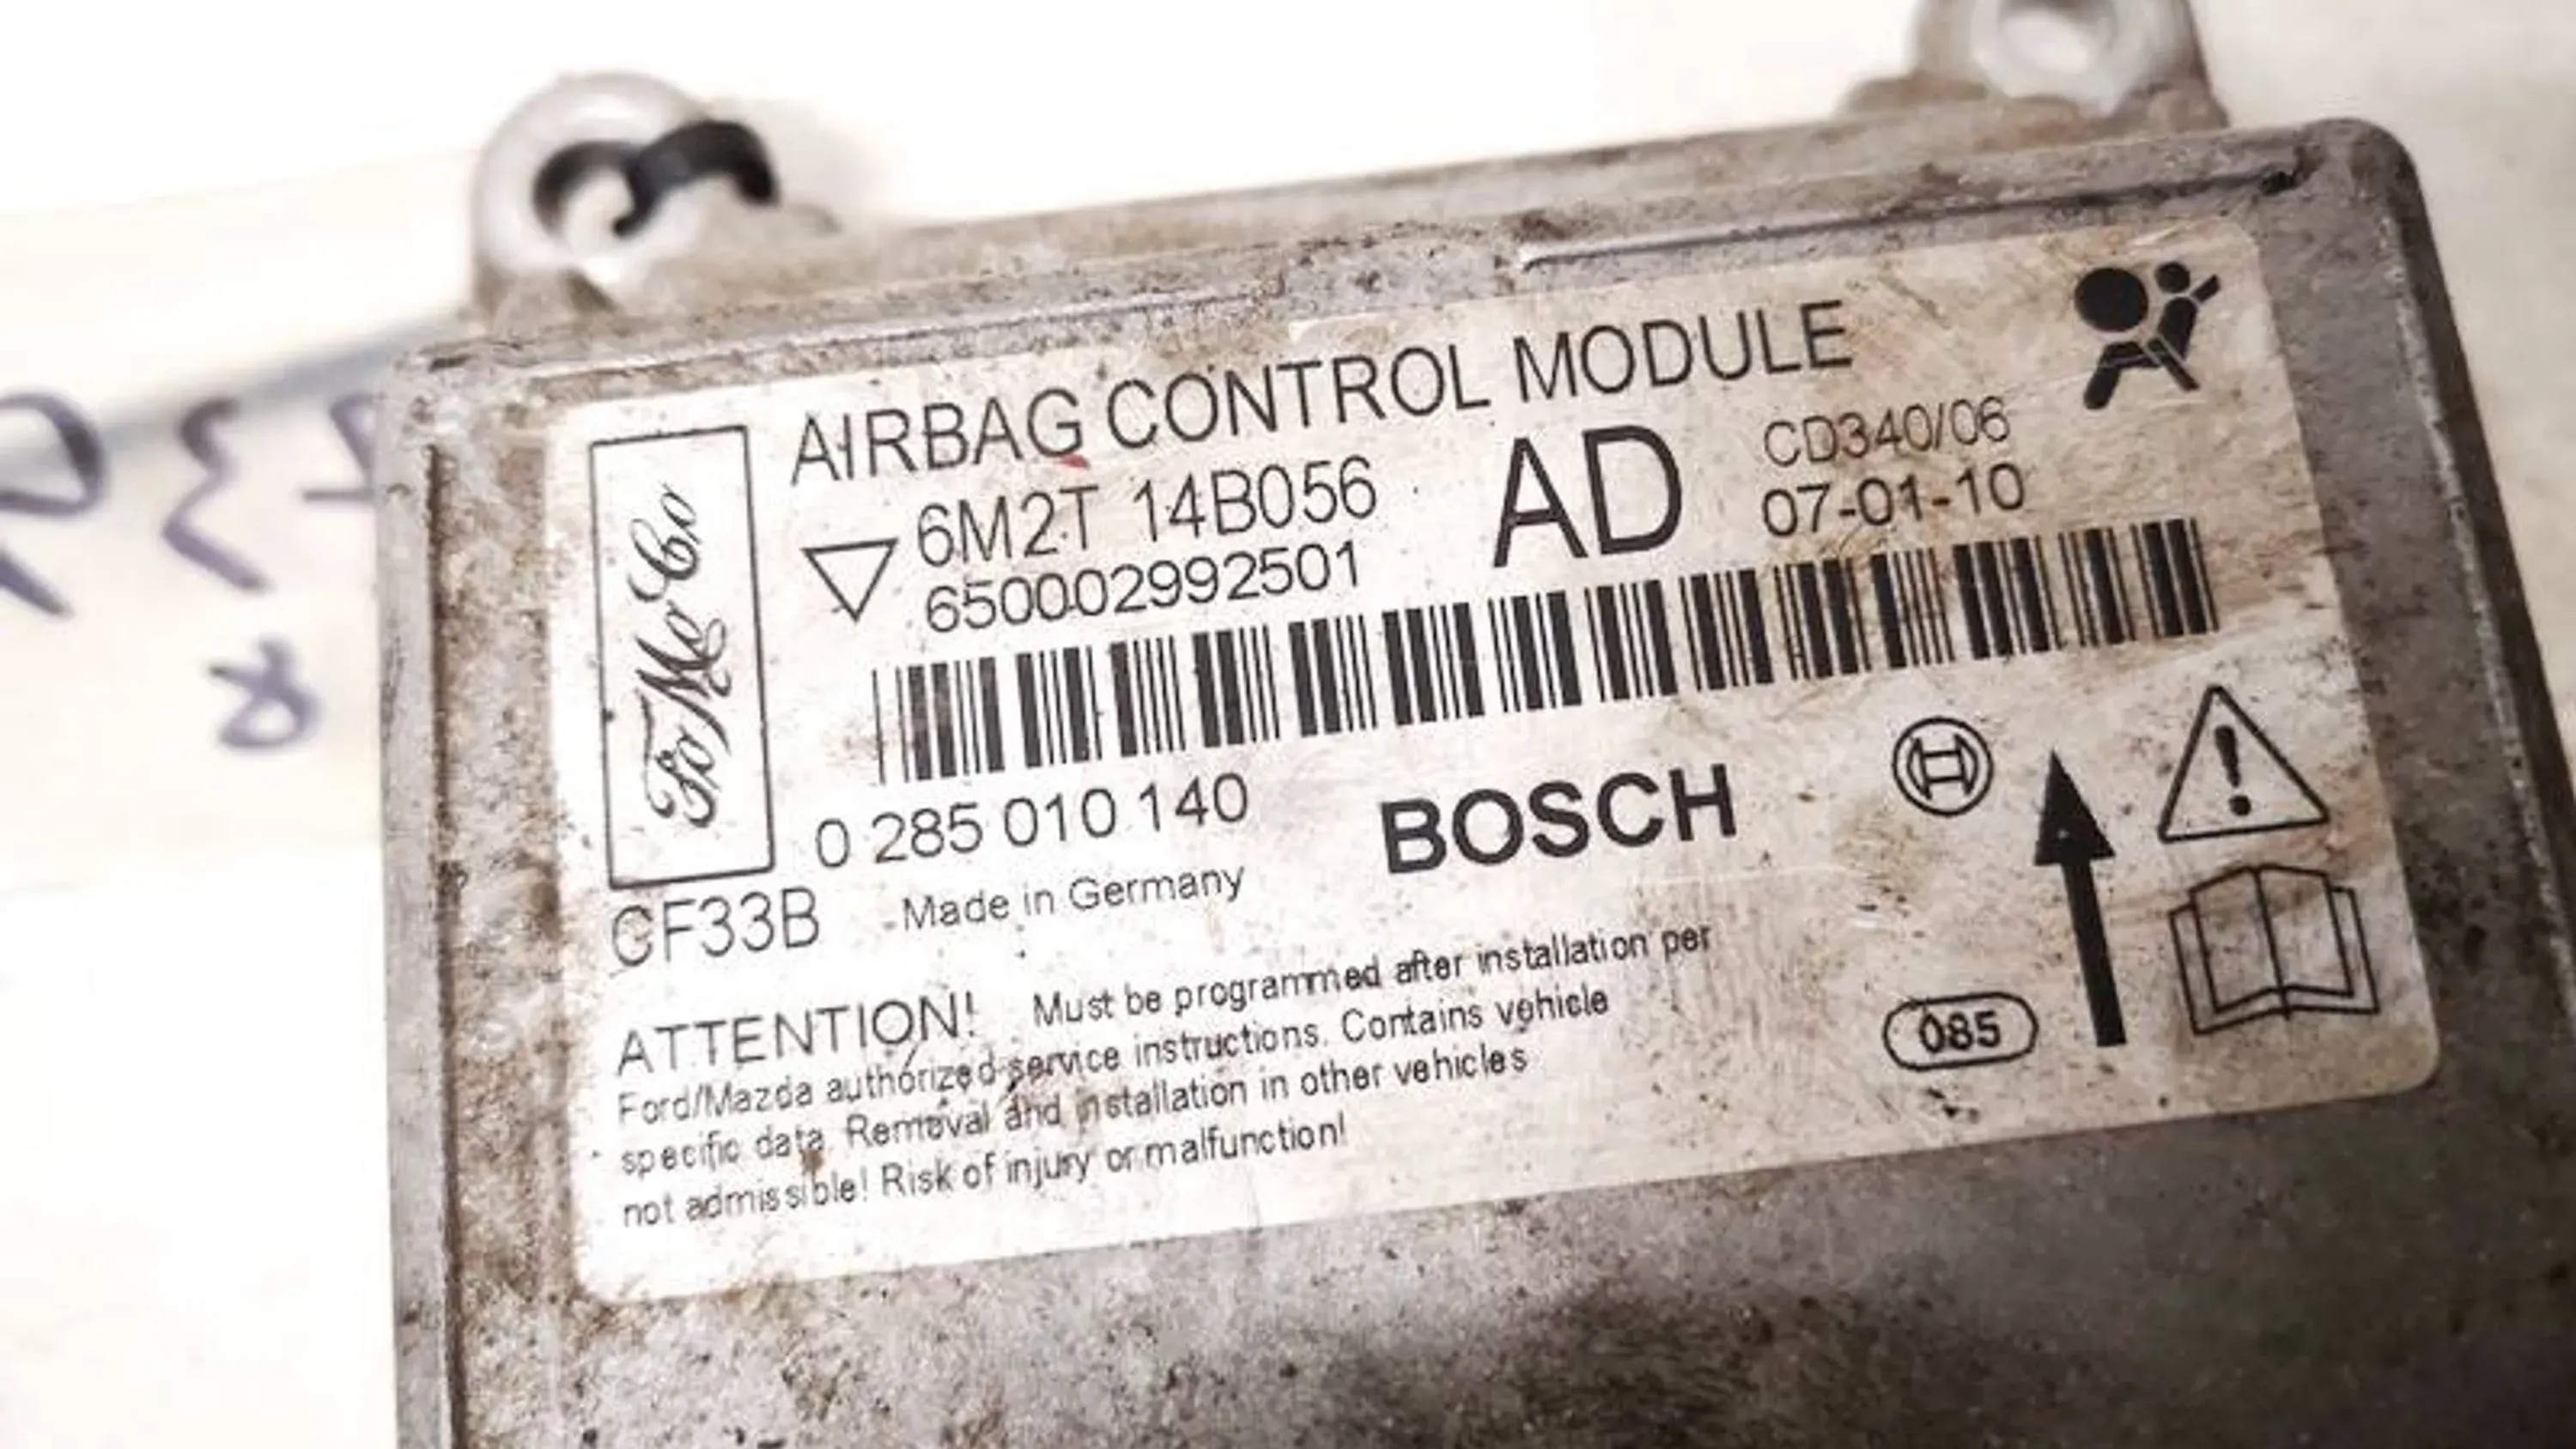 AIRBAG CONTROL MODULE
6M2T 14B056 AD CD340/06
650002992501 07-01-10
FoMoCo
0 285 010 140 BOSCH
CF33B Made in Germany
ATTENTION! Must be programmed after installation per
Ford/Mazda authorized service instructions. Contains vehicle
specific data. Removal and installation in other vehicles
not admissible! Risk of injury or malfunction!
085